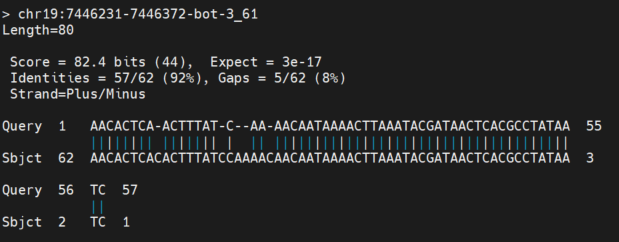 > chr19:7446231-7446372-bot-3_61
Length=80
Score = 82.4 bits (44), Expect = 3e-17
Identities = 57/62 (92%), Gaps = 5/62 (8%)
Strand=Plus/Minus
Query 1 AACACTCA-ACTTTAT-C--AA-AACAATAAAACTTAAATACGATAACTCACGCCTATAA 55
||||||||&nbsp;||||||| |  || |||||||||||||||||||||||||||||||||||||
Sbjct 62 AACACTCACACTTTATCCAAAACAACAATAAAACTTAAATACGATAACTCACGCCTATAA 3
Query 56 TC 57
||
Sbjct 2 TC 1